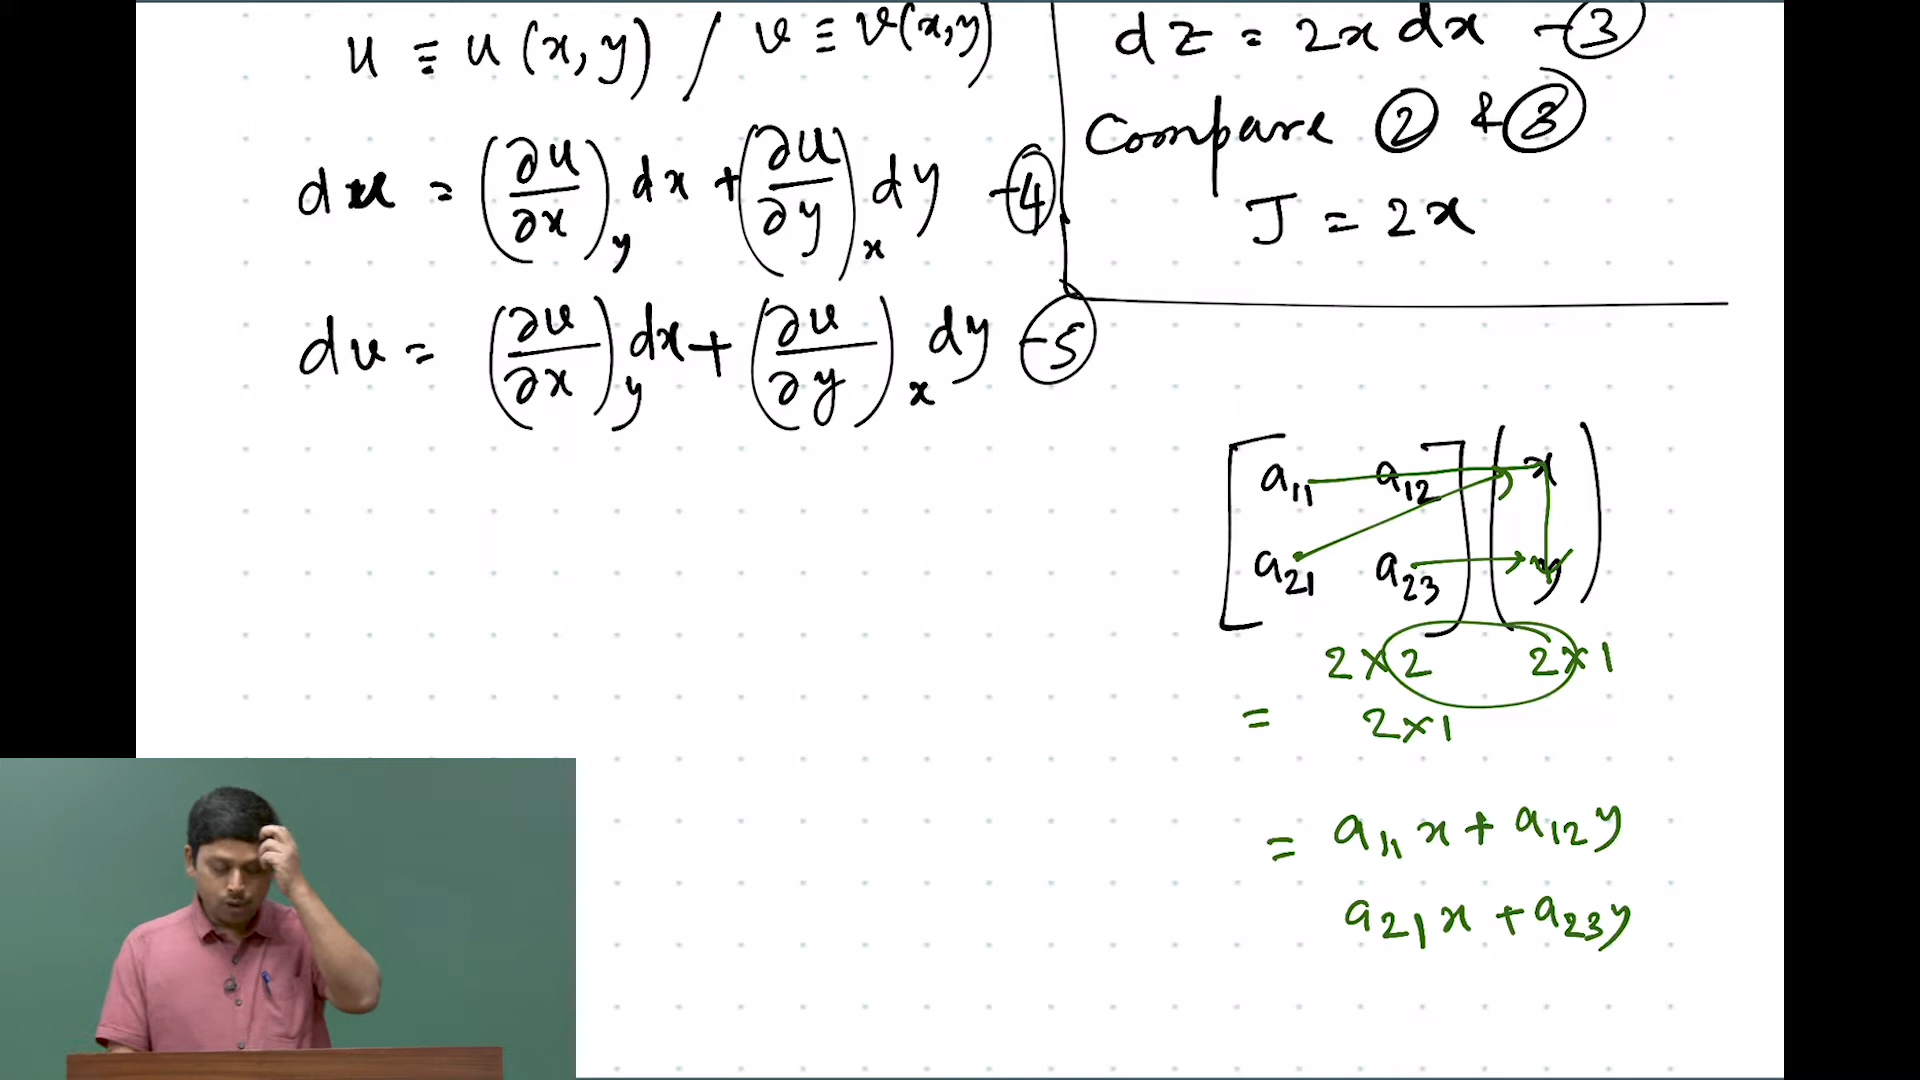 u ≡ u (x, y) / v ≡ v(x,y)
du = (∂u/∂x)_y dx + (∂u/∂y)_x dy -④
dv = (∂v/∂x)_y dx + (∂v/∂y)_x dy -⑤
dz = 2x dx -③
Compare ② & ③
J = 2x
[a₁₁ a₁₂] (x)
[a₂₁ a₂₃] (y)
2×2 2×1
= 2×1
= a₁₁x + a₁₂y
a₂₁x + a₂₃y